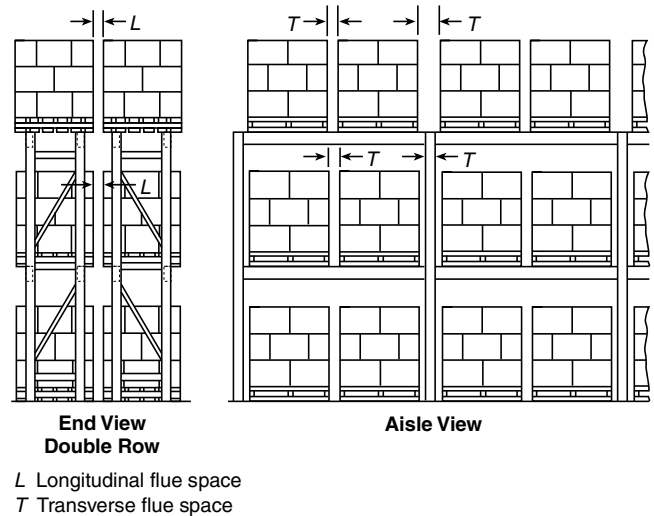 L
T
T
L
T
T
End View
Double Row
Aisle View
L Longitudinal flue space
T Transverse flue space